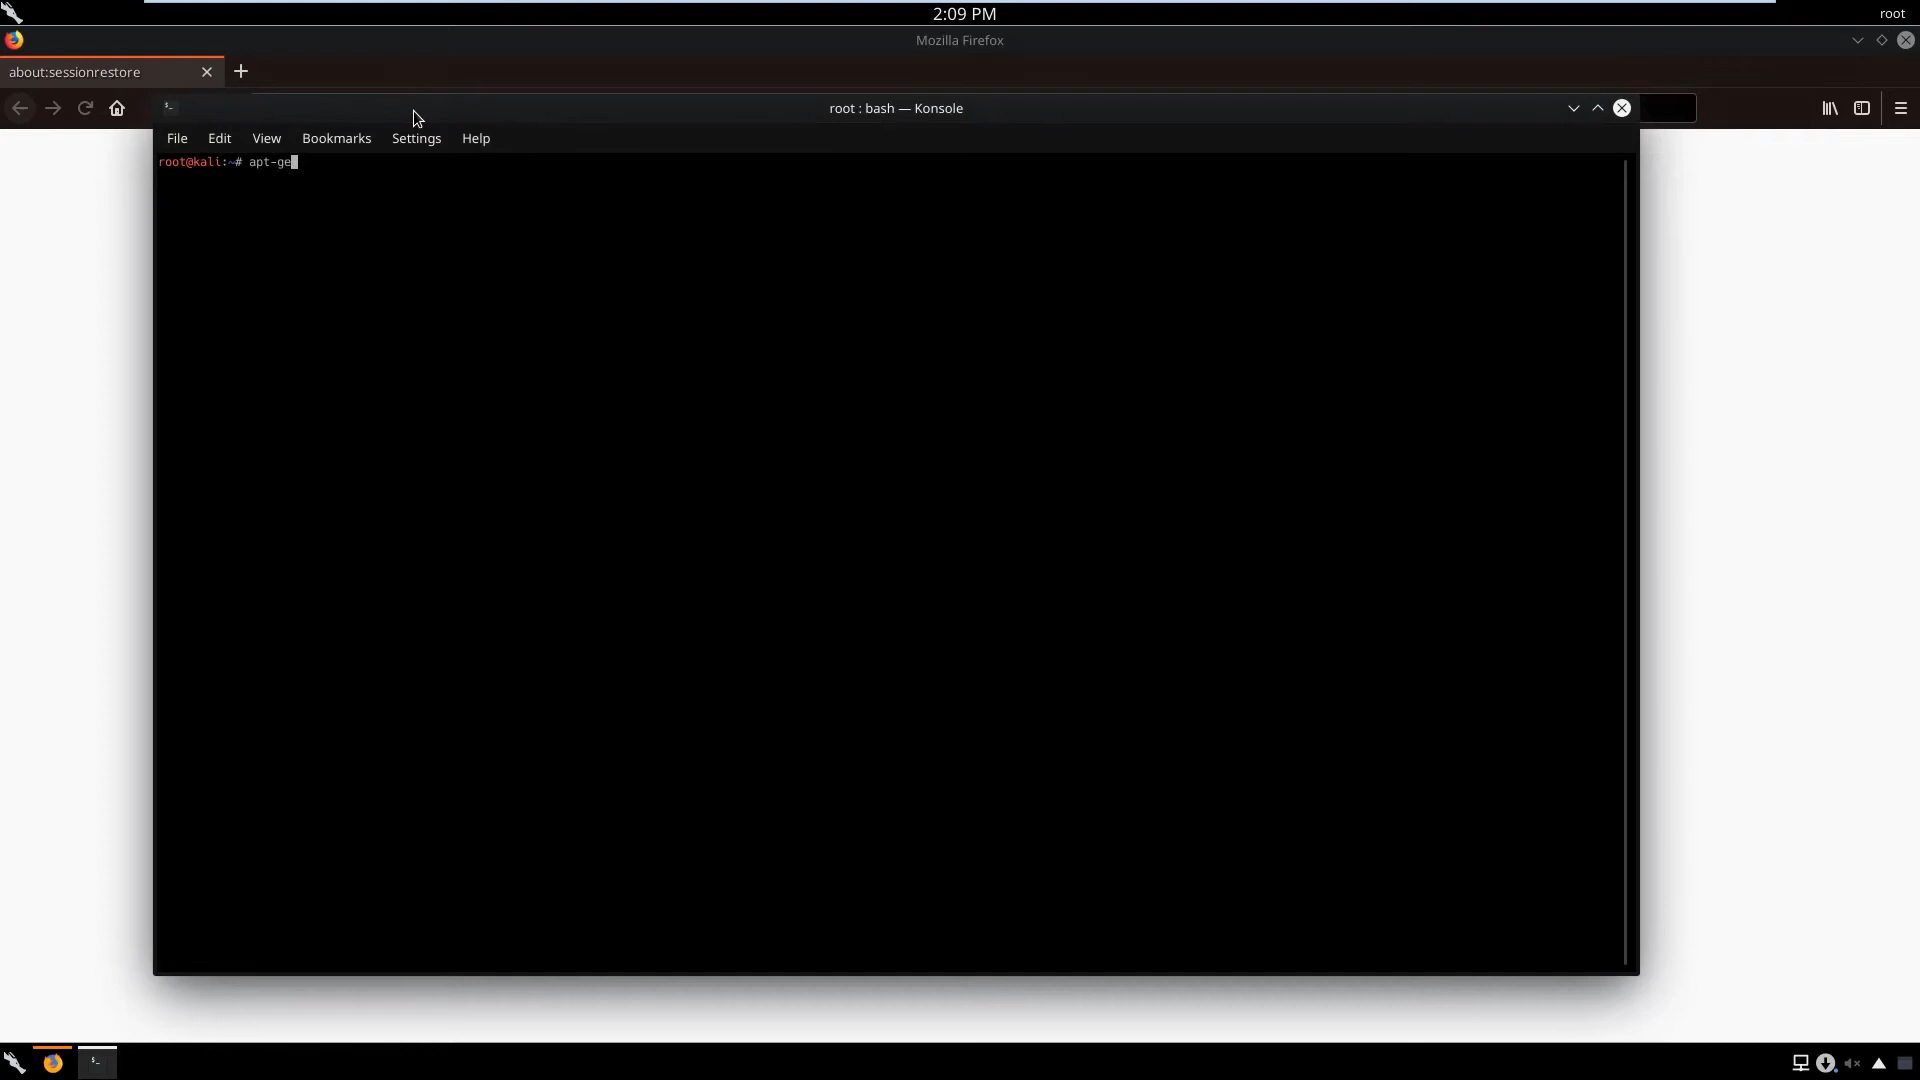 2:09 PM
root
Mozilla Firefox
about:sessionrestore
root : bash — Konsole
File Edit View Bookmarks Settings Help
root@kali:~# apt-ge